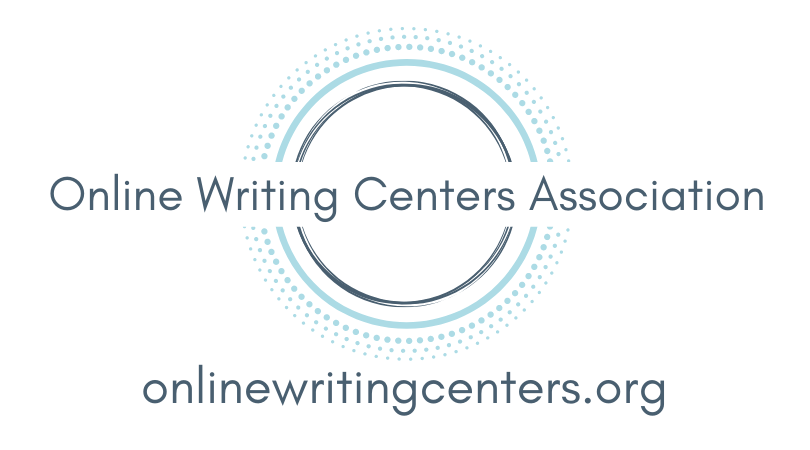 Online Writing Centers Association
onlinewritingcenters.org